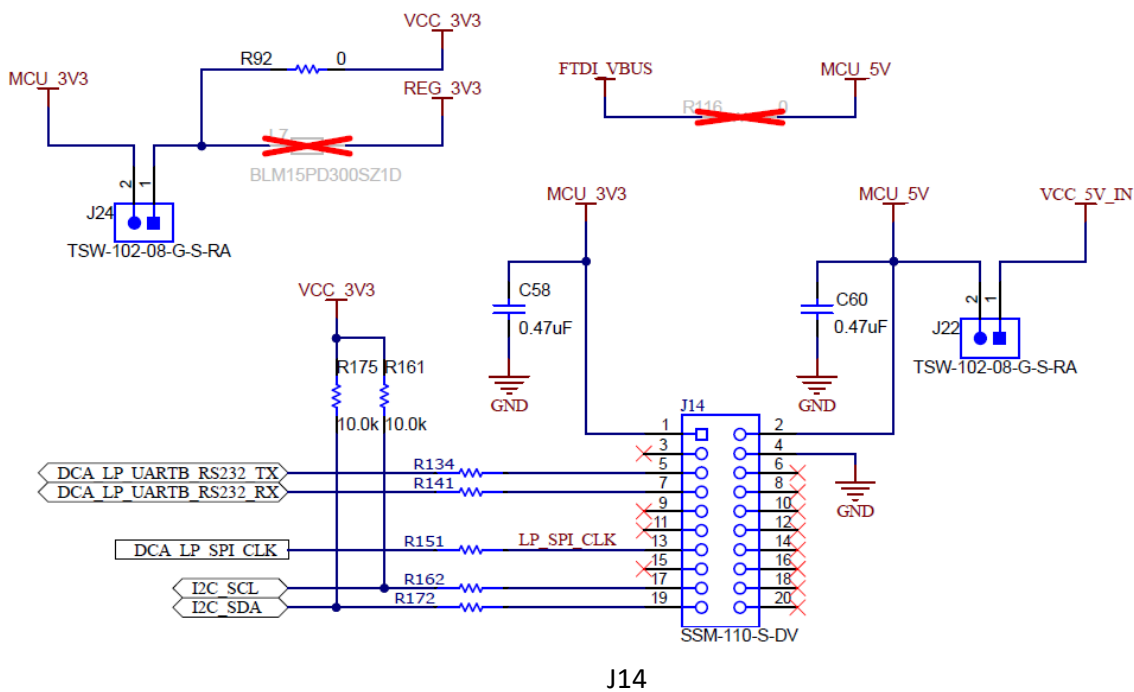 VCC_3V3
R92 0
MCU_3V3
REG_3V3
L7
BLM15PD300SZ1D
2 1
J24
TSW-102-08-G-S-RA
FTDI_VBUS
MCU_5V
R116 0
MCU_3V3
MCU_5V
VCC_5V_IN
C58
0.47uF
GND
C60
0.47uF
GND
2 1
J22
TSW-102-08-G-S-RA
VCC_3V3
R175 R161
10.0k 10.0k
J14
1 2
3 4
DCA_LP_UARTB_RS232_TX R134 5 6
DCA_LP_UARTB_RS232_RX R141 7 8
GND
9 10
11 12
DCA_LP_SPI_CLK R151 LP_SPI_CLK 13 14
15 16
I2C_SCL R162 17 18
I2C_SDA R172 19 20
SSM-110-S-DV
J14